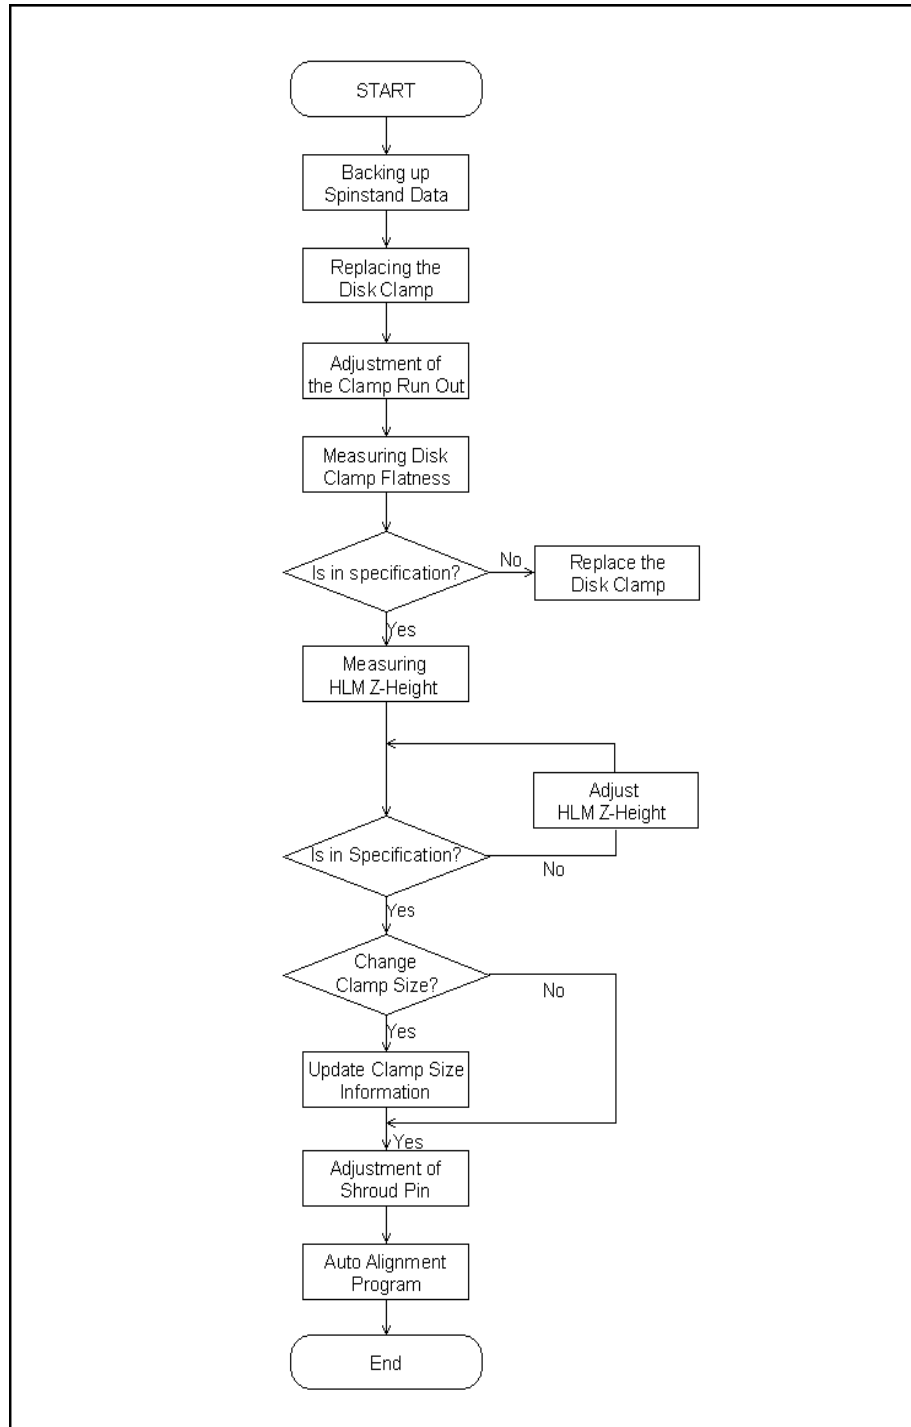 START
Backing up
Spinstand Data
Replacing the
Disk Clamp
Adjustment of
the Clamp Run Out
Measuring Disk
Clamp Flatness
Is in specification?
No
Replace the
Disk Clamp
Yes
Measuring
HLM Z-Height
Adjust
HLM Z-Height
Is in Specification?
No
Yes
Change
Clamp Size?
No
Yes
Update Clamp Size
Information
Yes
Adjustment of
Shroud Pin
Auto Alignment
Program
End